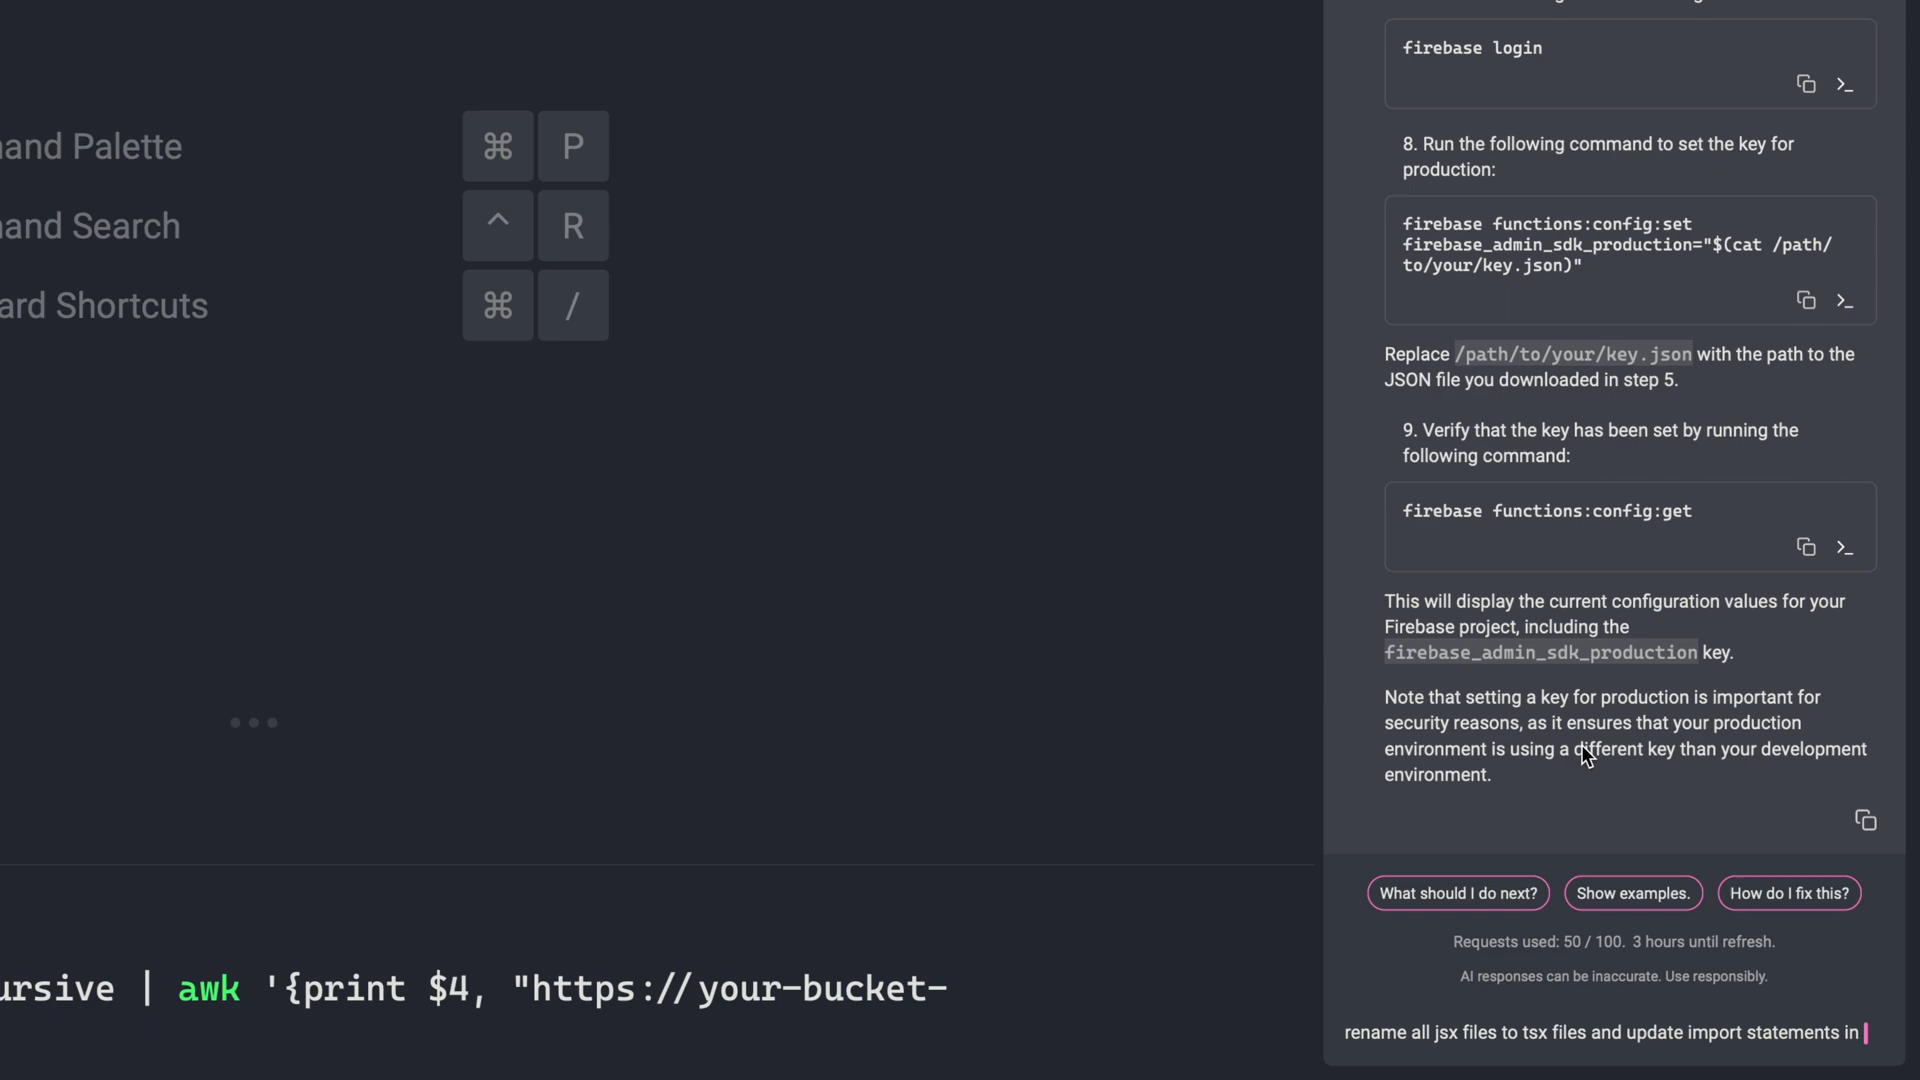 and Palette ⌘ P
and Search ^ R
ard Shortcuts ⌘ /
ursive | awk '{print $4, "https://your-bucket-
firebase login
8. Run the following command to set the key for
production:
firebase functions:config:set
firebase_admin_sdk_production="$(cat /path/
to/your/key.json)"
Replace /path/to/your/key.json with the path to the
JSON file you downloaded in step 5.
9. Verify that the key has been set by running the
following command:
firebase functions:config:get
This will display the current configuration values for your
Firebase project, including the
firebase_admin_sdk_production key.
Note that setting a key for production is important for
security reasons, as it ensures that your production
environment is using a different key than your development
environment.
What should I do next? Show examples. How do I fix this?
Requests used: 50 / 100. 3 hours until refresh.
AI responses can be inaccurate. Use responsibly.
rename all jsx files to tsx files and update import statements in